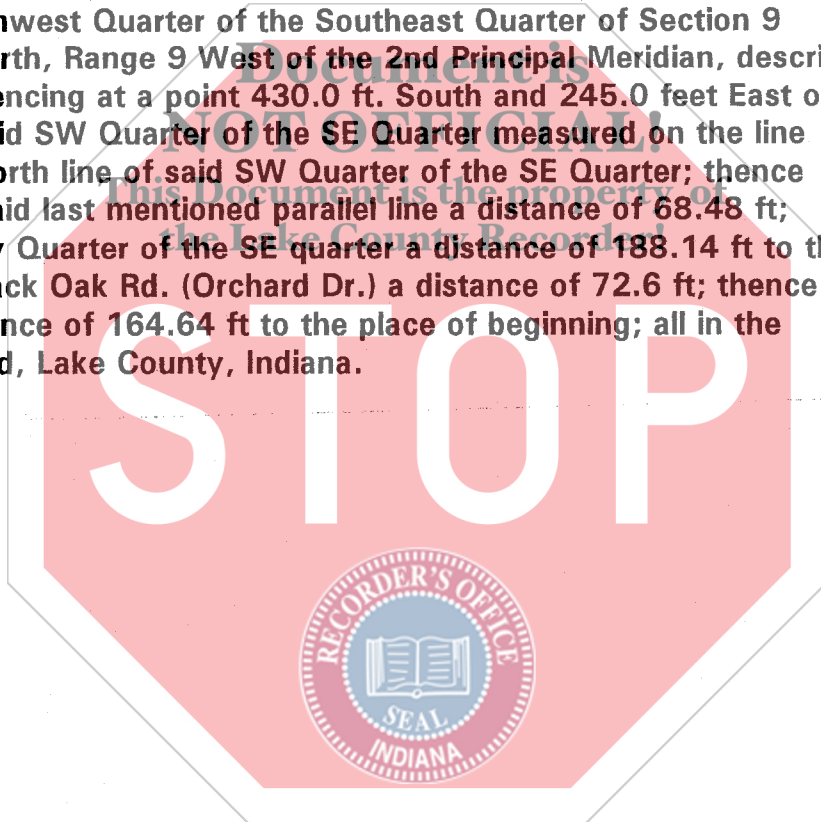 nwest Quarter of the Southeast Quarter of Section 9
rth, Range 9 West of the 2nd Principal Meridian, descri
encing at a point 430.0 ft. South and 245.0 feet East o
id SW Quarter of the SE Quarter measured on the line
orth line of said SW Quarter of the SE Quarter; thence
aid last mentioned parallel line a distance of 68.48 ft;
Quarter of the SE quarter a distance of 188.14 ft to th
ack Oak Rd. (Orchard Dr.) a distance of 72.6 ft; thence
nce of 164.64 ft to the place of beginning; all in the
d, Lake County, Indiana.
Document is
NOT OFFICIAL!
This Document is the property of
the Lake County Recorder!
STOP
RECORDER'S OFFICE
SEAL
INDIANA